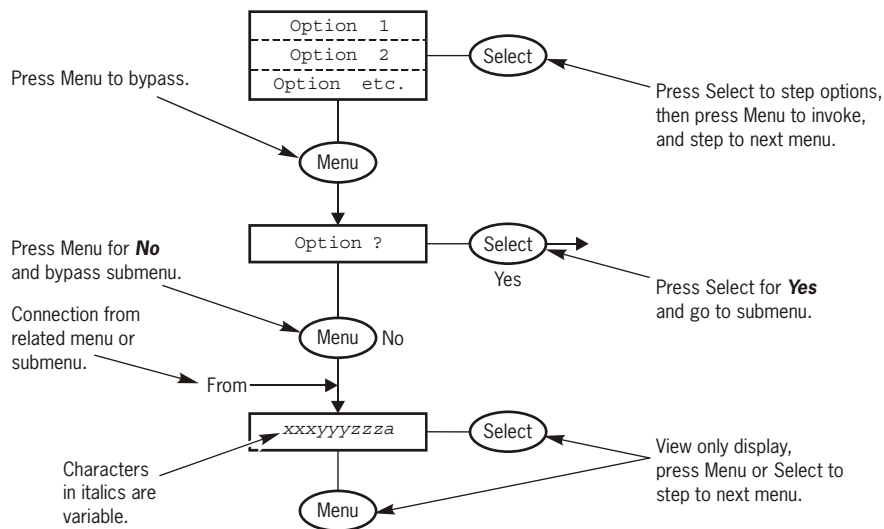 Option 1
Option 2
Option etc.
Select
Press Menu to bypass.
Press Select to step options,
then press Menu to invoke,
and step to next menu.
Menu
Option ?
Select
Yes
Press Menu for No
and bypass submenu.
Press Select for Yes
and go to submenu.
Connection from
related menu or
submenu.
Menu
No
From
xxxyyyzzza
Select
Characters
in italics are
variable.
View only display,
press Menu or Select to
step to next menu.
Menu